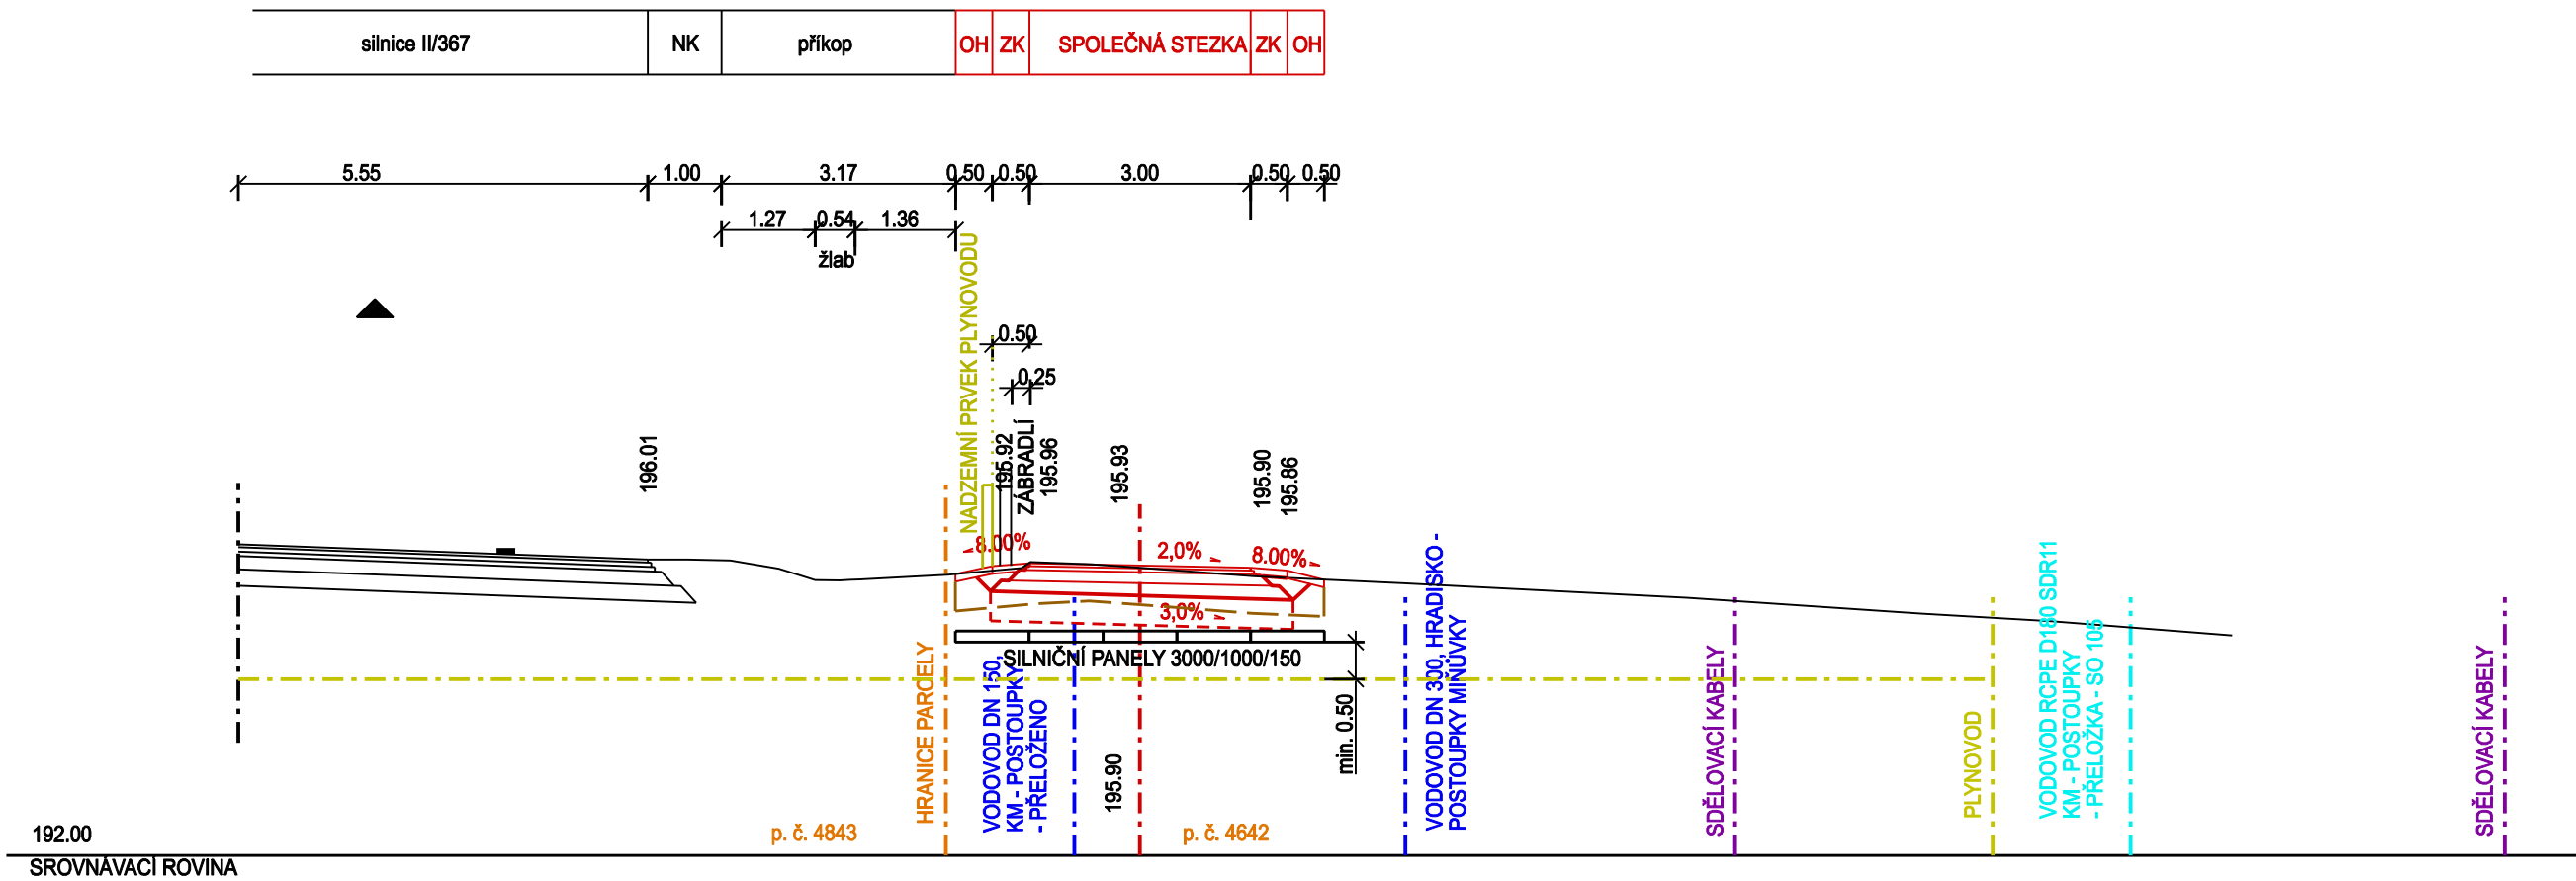 silnice II/367
NK
příkop
OH
ZK
SPOLEČNÁ STEZKA
ZK
OH
5.55
1.00
3.17
0.50
0.50
3.00
0.50
0.50
1.27
0.54
1.36
žlab
NADZEMNÍ PRVEK PLYNOVODU
0.50
0.25
196.01
195.92
ZÁBRADLÍ
195.96
195.93
195.90
195.86
8.00%
2,0%
8.00%
3,0%
SILNIČNÍ PANELY 3000/1000/150
min. 0.50
HRANICE PARCELY
VODOVOD DN 150,
KM - POSTOUPKY
- PŘELOŽENO
195.90
VODOVOD DN 300, HRADISKO -
POSTOUPKY MIŇŮVKY
SDĚLOVACÍ KABELY
PLYNOVOD
VODOVOD RCPE D180 SDR11
KM - POSTOUPKY
- PŘELOŽKA - SO 105
SDĚLOVACÍ KABELY
p. č. 4843
p. č. 4642
192.00
SROVNÁVACÍ ROVINA